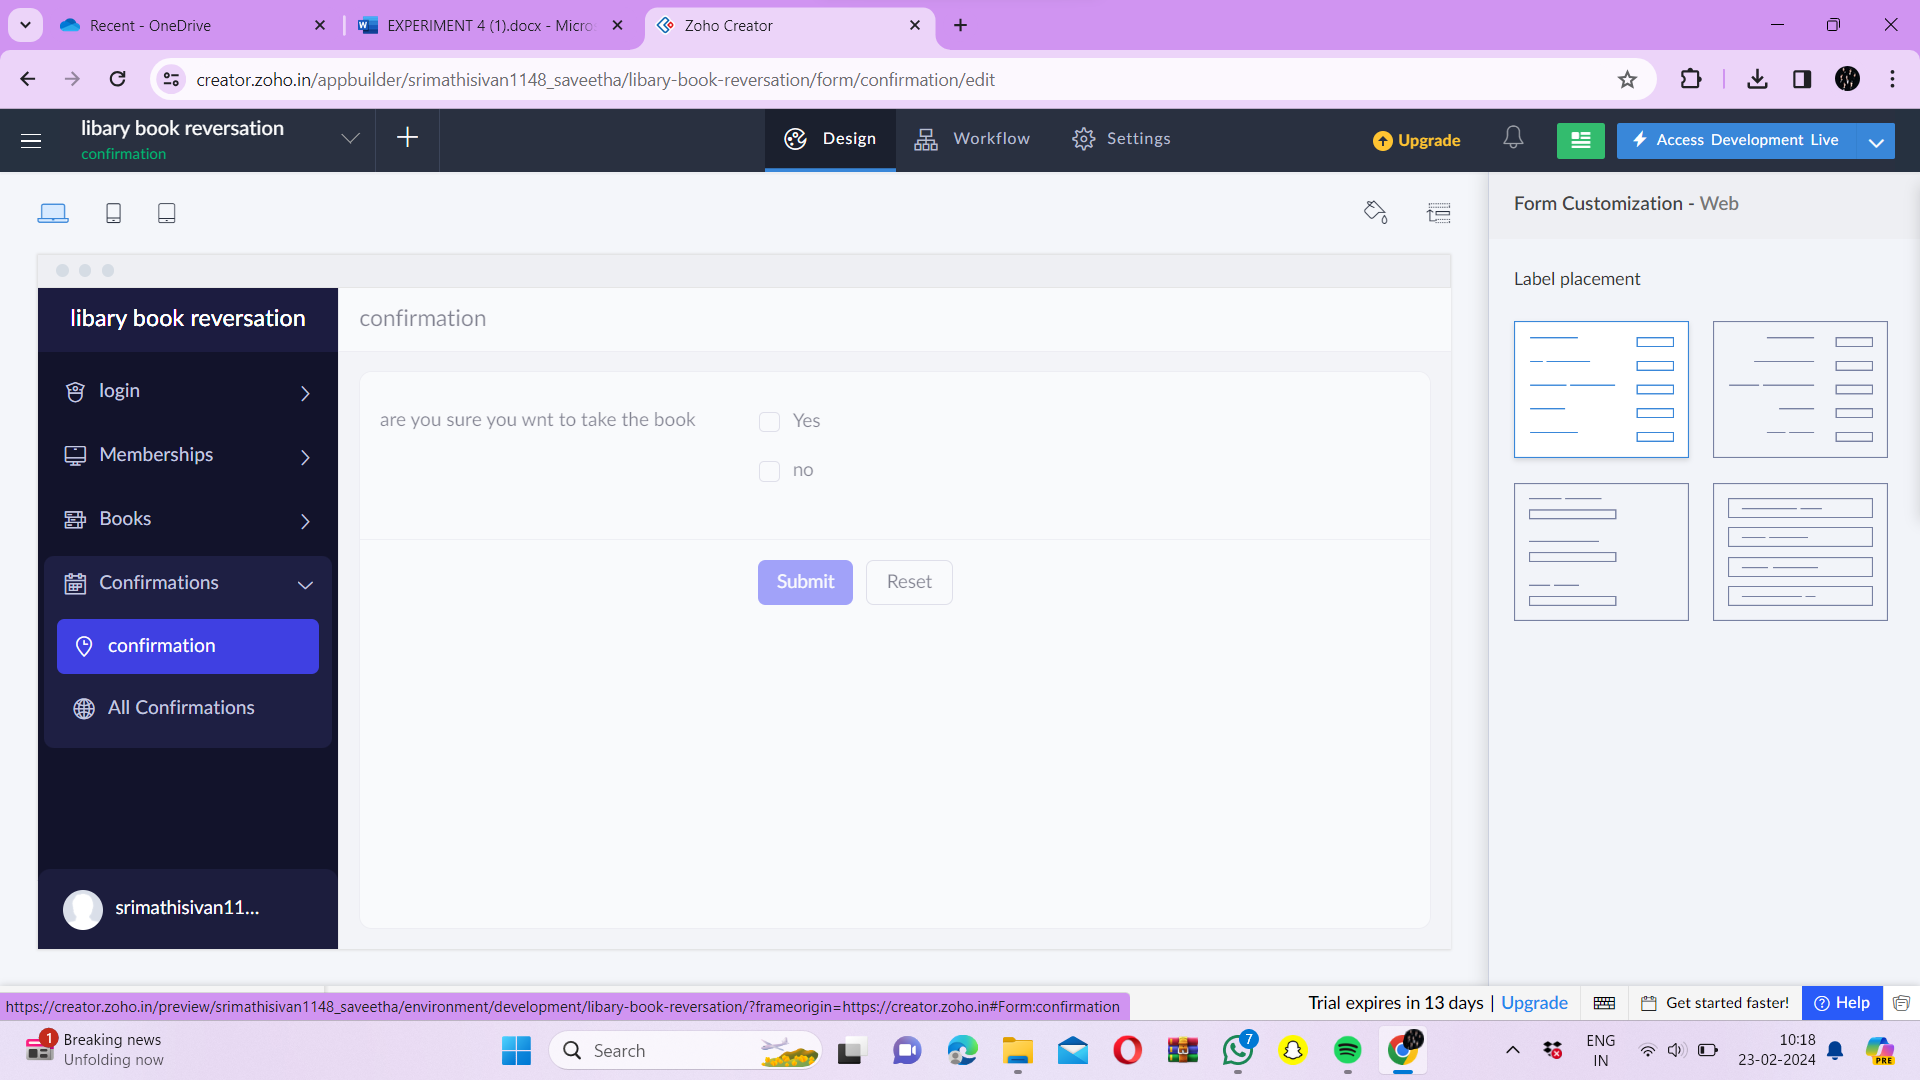 Recent - OneDrive
EXPERIMENT 4 (1).docx - Micro
Zoho Creator
creator.zoho.in/appbuilder/srimathisivan1148_saveetha/libary-book-reversation/form/confirmation/edit
libary book reversation
confirmation
Design
Workflow
Settings
Upgrade
Access Development Live
Form Customization - Web
Label placement
libary book reversation
confirmation
login
are you sure you wnt to take the book
Yes
Memberships
no
Books
Confirmations
Submit
Reset
confirmation
All Confirmations
srimathisivan11...
https://creator.zoho.in/preview/srimathisivan1148_saveetha/environment/development/libary-book-reversation/?frameorigin=https://creator.zoho.in#Form:confirmation
Trial expires in 13 days | Upgrade
Get started faster!
Help
1
Breaking news
Unfolding now
Search
7
ENG
IN
10:18
23-02-2024
PRE